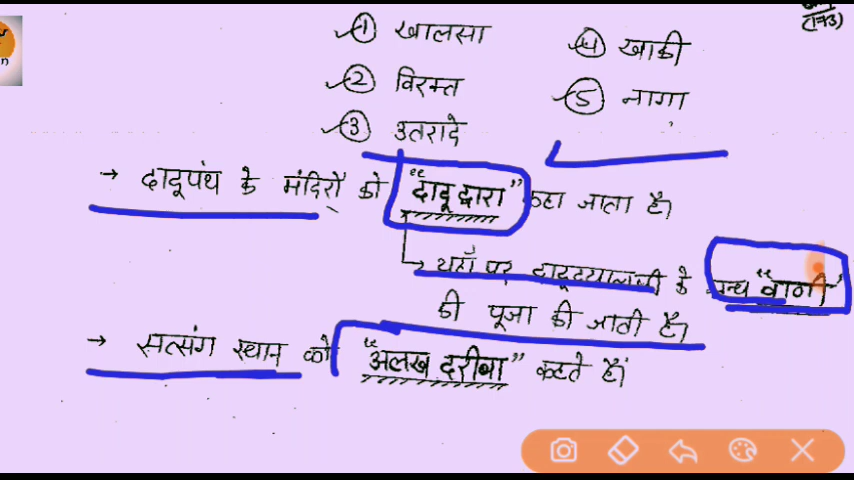 ① खालसा ④ खाकी
② विरक्त ⑤ नागा
③ उतरादे
→ दादूपंथ के मंदिरों को "दादू द्वारा" कहा जाता है।
→ यहाँ पर दादूदयालजी के ग्रन्थ "वाणी"
की पूजा की जाती है।
→ सत्संग स्थान को "अलख दरीबा" कहते हैं